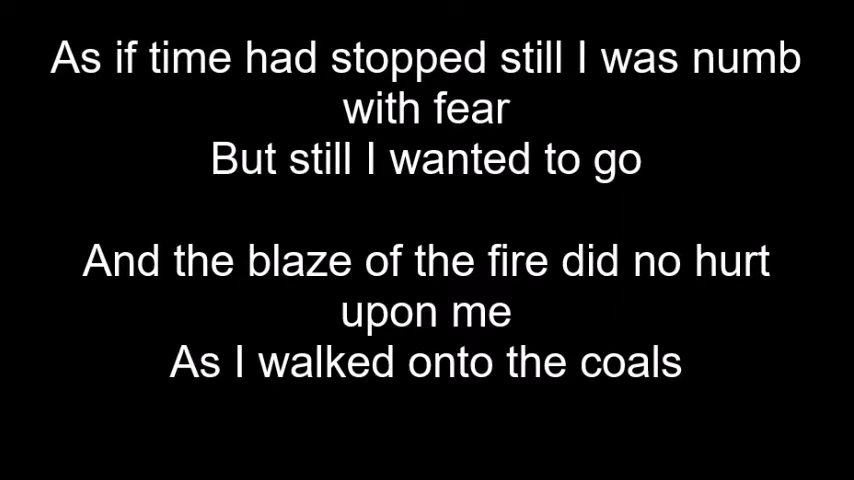 As if time had stopped still I was numb
with fear
But still I wanted to go
And the blaze of the fire did no hurt
upon me
As I walked onto the coals